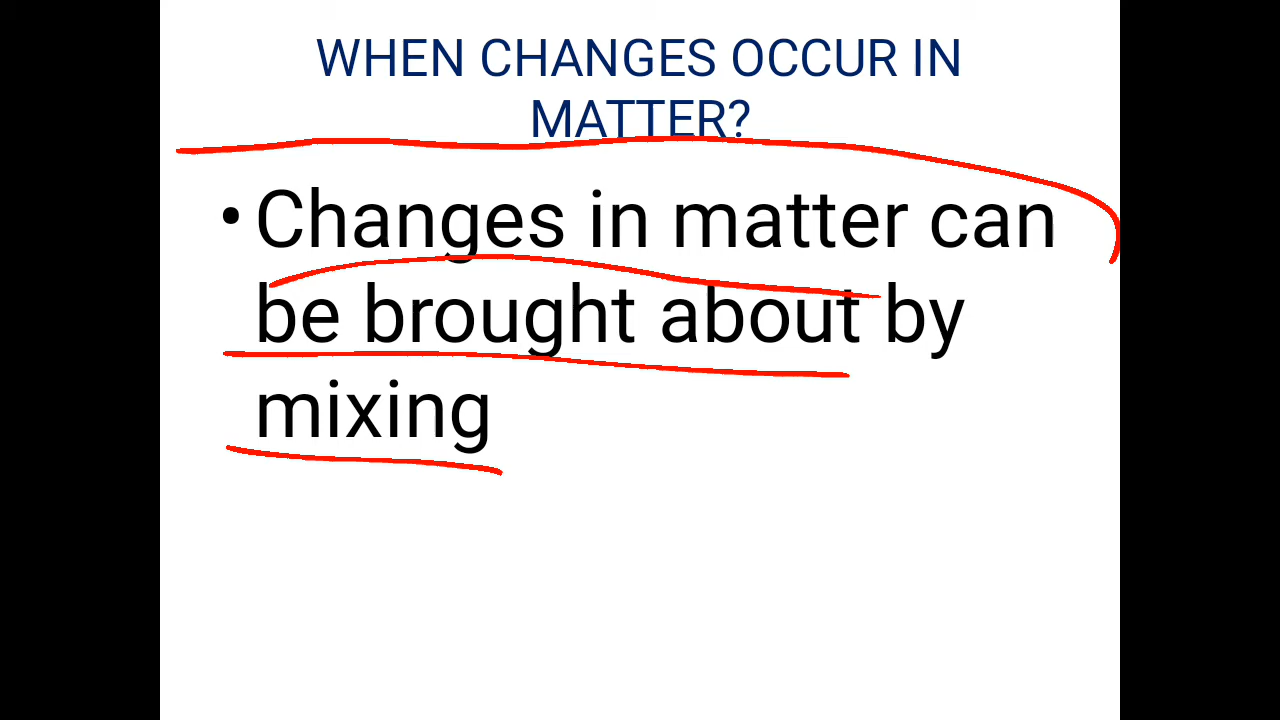 WHEN CHANGES OCCUR IN
MATTER?
• Changes in matter can
be brought about by
mixing